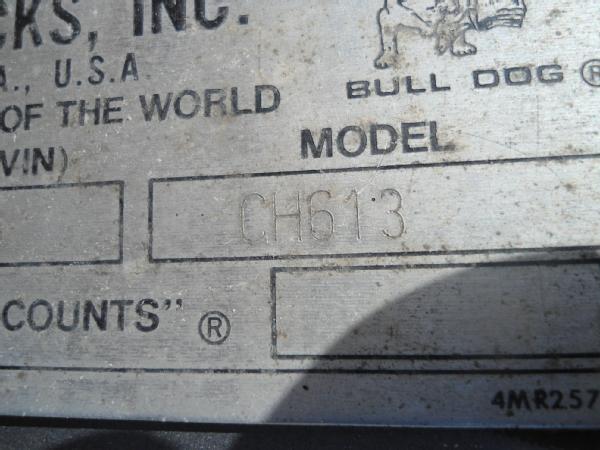 CKS, INC.
A., U.S.A.
BULL DOG ®
OF THE WORLD
MODEL
VIN)
CH613
COUNTS" ®
4MR257